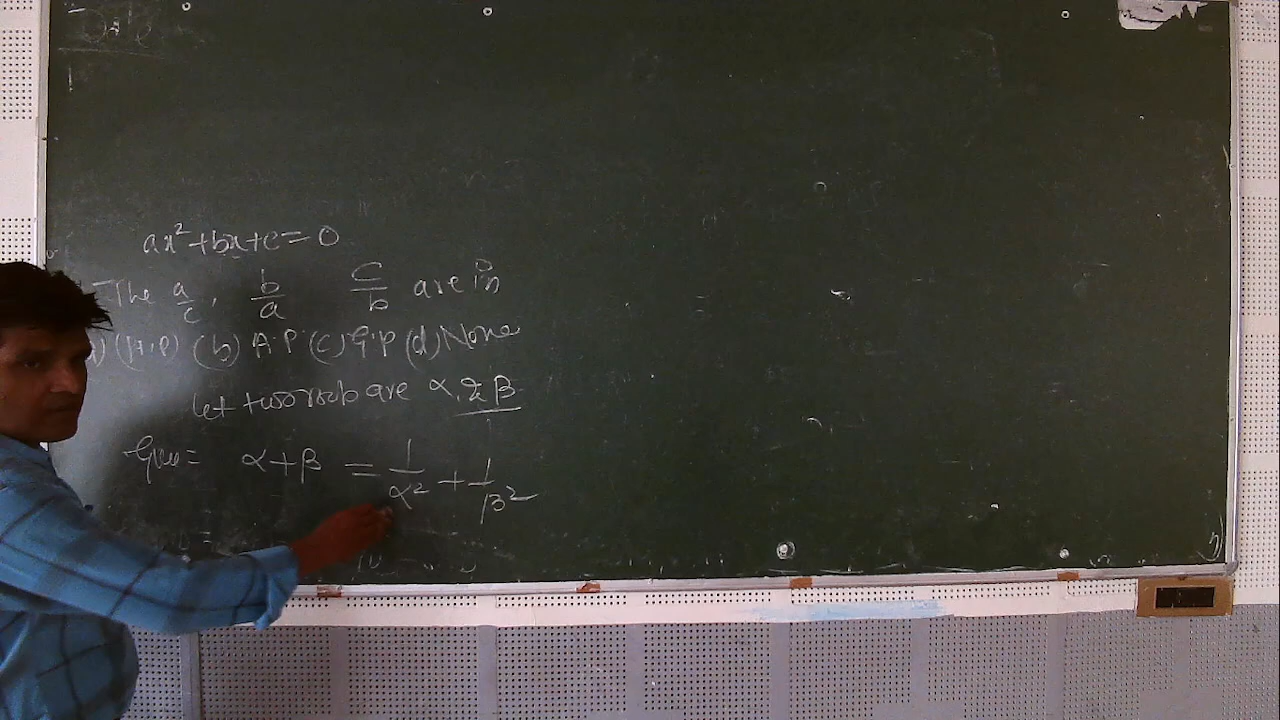 ax²+bx+c=0
The a/c, b/a c/b are in
(H.P) (b) A.P (c) G.P (d) None
let two roots are α, & β
Given= α+β = 1/α² + 1/β²